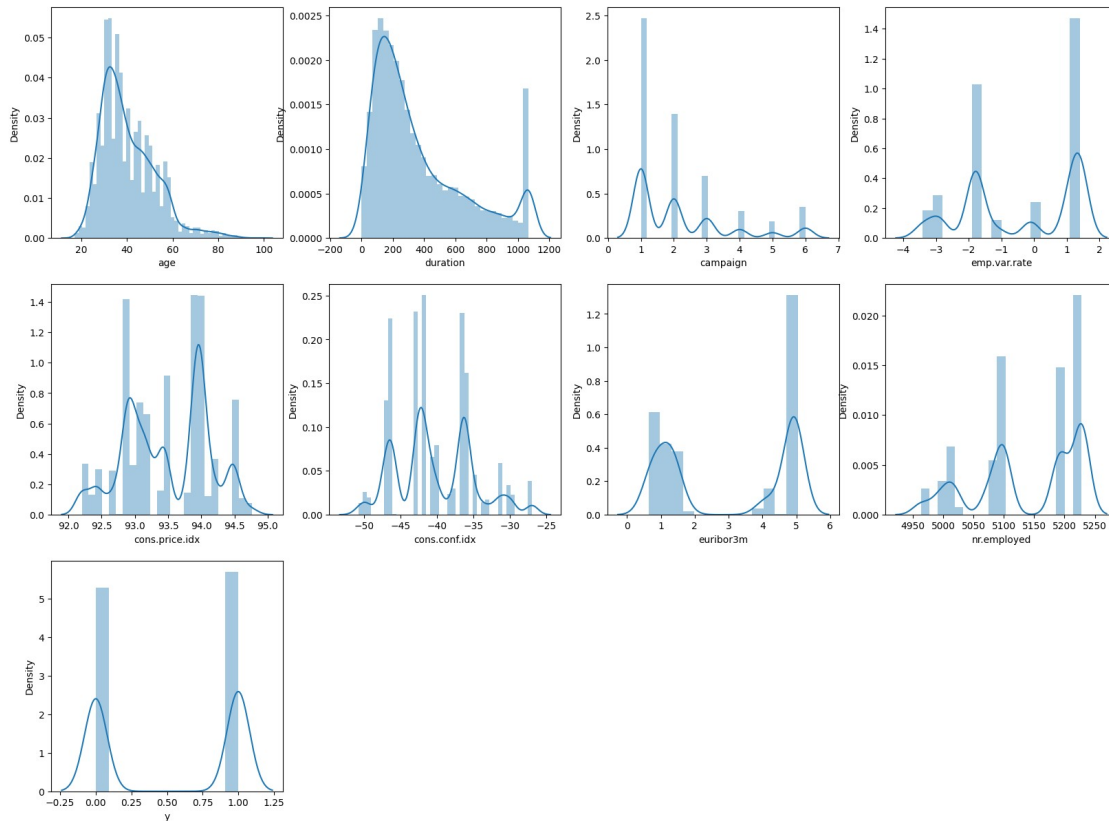 Density
0.05
0.04
0.03
0.02
0.01
0.00
20 40 60 80 100
age
Density
0.0025
0.0020
0.0015
0.0010
0.0005
0.0000
−200 0 200 400 600 800 1000 1200
duration
Density
2.5
2.0
1.5
1.0
0.5
0.0
0 1 2 3 4 5 6 7
campaign
Density
1.4
1.2
1.0
0.8
0.6
0.4
0.2
0.0
−4 −3 −2 −1 0 1 2
emp.var.rate
Density
1.4
1.2
1.0
0.8
0.6
0.4
0.2
0.0
92.0 92.5 93.0 93.5 94.0 94.5 95.0
cons.price.idx
Density
0.25
0.20
0.15
0.10
0.05
0.00
−50 −45 −40 −35 −30 −25
cons.conf.idx
Density
1.2
1.0
0.8
0.6
0.4
0.2
0.0
0 1 2 3 4 5 6
euribor3m
Density
0.020
0.015
0.010
0.005
0.000
4950 5000 5050 5100 5150 5200 5250
nr.employed
Density
5
4
3
2
1
0
−0.25 0.00 0.25 0.50 0.75 1.00 1.25
y